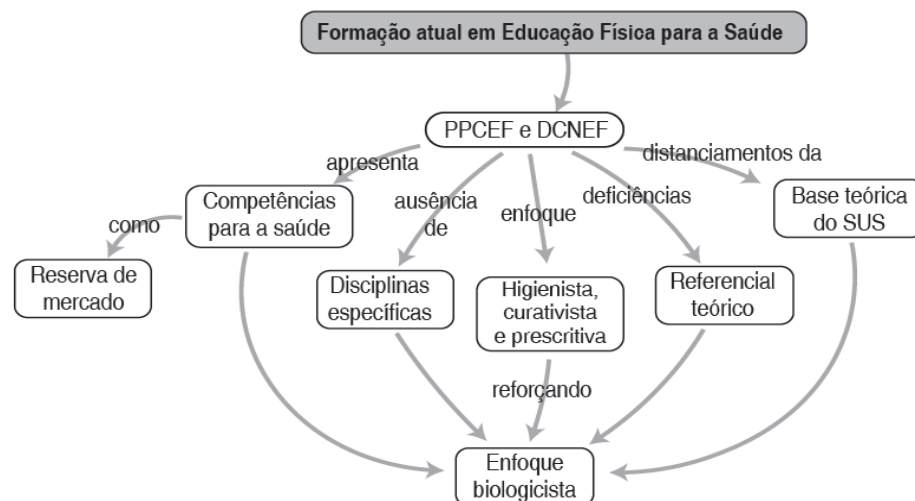 Formação atual em Educação Física para a Saúde
PPCEF e DCNEF
apresenta
distanciamentos da
Competências
para a saúde
ausência
de
enfoque
deficiências
Base teórica
do SUS
como
Reserva de
mercado
Disciplinas
específicas
Higienista,
curativista
e prescritiva
Referencial
teórico
reforçando
Enfoque
biologicista